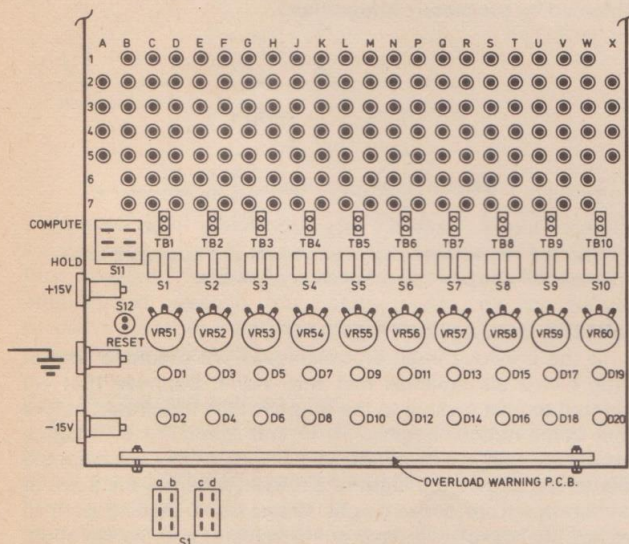 A B C D E F G H J K L M N P Q R S T U V W X
1
2
3
4
5
6
7
COMPUTE
TB1 TB2 TB3 TB4 TB5 TB6 TB7 TB8 TB9 TB10
HOLD
S11 S1 S2 S3 S4 S5 S6 S7 S8 S9 S10
+15V
S12
RESET
VR51 VR52 VR53 VR54 VR55 VR56 VR57 VR58 VR59 VR60
D1 D3 D5 D7 D9 D11 D13 D15 D17 D19
-15V
D2 D4 D6 D8 D10 D12 D14 D16 D18 D20
OVERLOAD WARNING P.C.B.
a b c d
S1